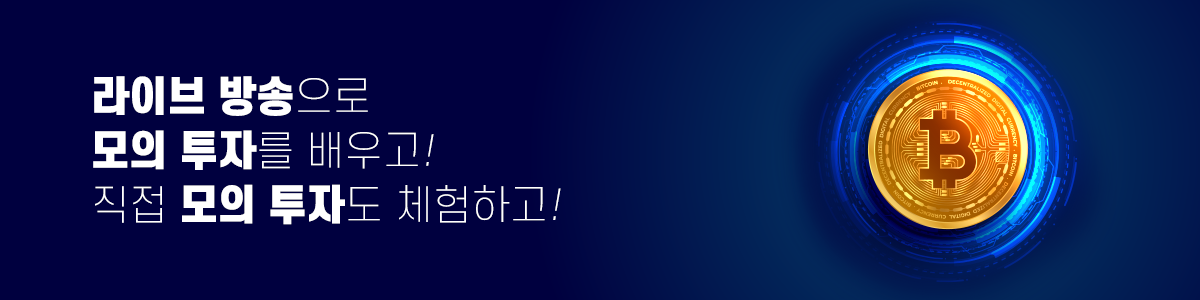 라이브 방송으로
모의 투자를 배우고!
직접 모의 투자도 체험하고!
BITCOIN . DECENTRALIZED DIGITAL CURRENCY . BITCOIN . DECENTRALIZED DIGITAL CURRENCY